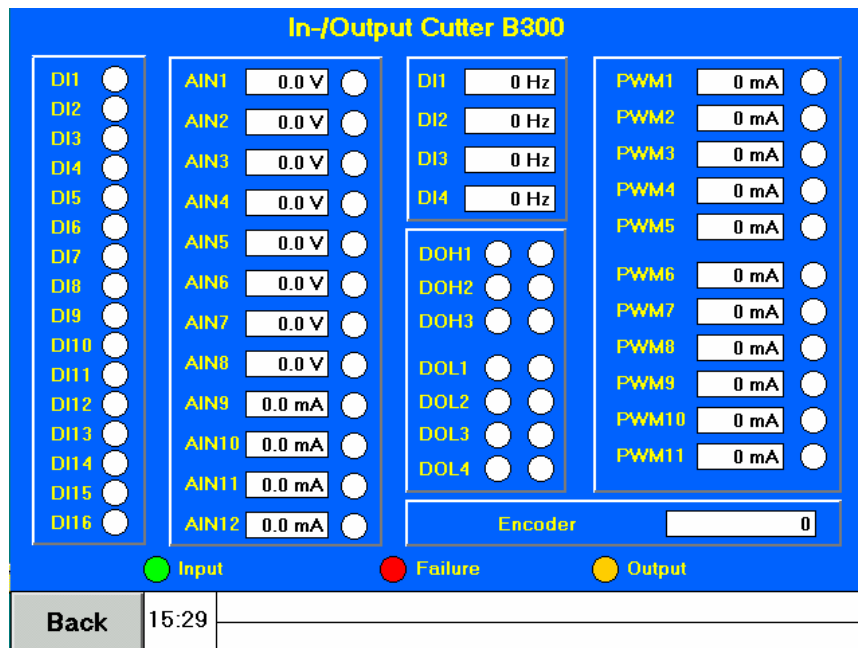 In-/Output Cutter B300
DI1
DI2
DI3
DI4
DI5
DI6
DI7
DI8
DI9
DI10
DI11
DI12
DI13
DI14
DI15
DI16
AIN1 0.0 V
AIN2 0.0 V
AIN3 0.0 V
AIN4 0.0 V
AIN5 0.0 V
AIN6 0.0 V
AIN7 0.0 V
AIN8 0.0 V
AIN9 0.0 mA
AIN10 0.0 mA
AIN11 0.0 mA
AIN12 0.0 mA
DI1 0 Hz
DI2 0 Hz
DI3 0 Hz
DI4 0 Hz
DOH1
DOH2
DOH3
DOL1
DOL2
DOL3
DOL4
PWM1 0 mA
PWM2 0 mA
PWM3 0 mA
PWM4 0 mA
PWM5 0 mA
PWM6 0 mA
PWM7 0 mA
PWM8 0 mA
PWM9 0 mA
PWM10 0 mA
PWM11 0 mA
Encoder 0
Input Failure Output
Back 15:29